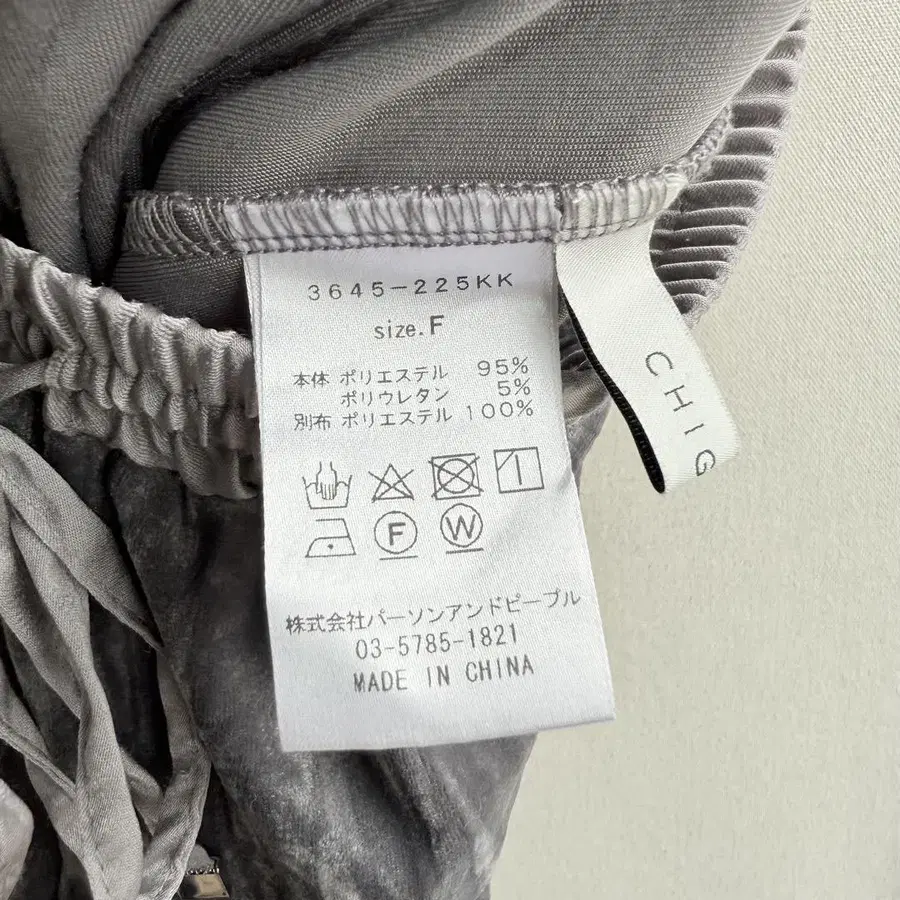 3645-225KK
size.F
本体 ポリエステル 95%
ポリウレタン 5%
別布 ポリエステル 100%
F W
株式会社パーソンアンドピープル
03-5785-1821
MADE IN CHINA
CHIG